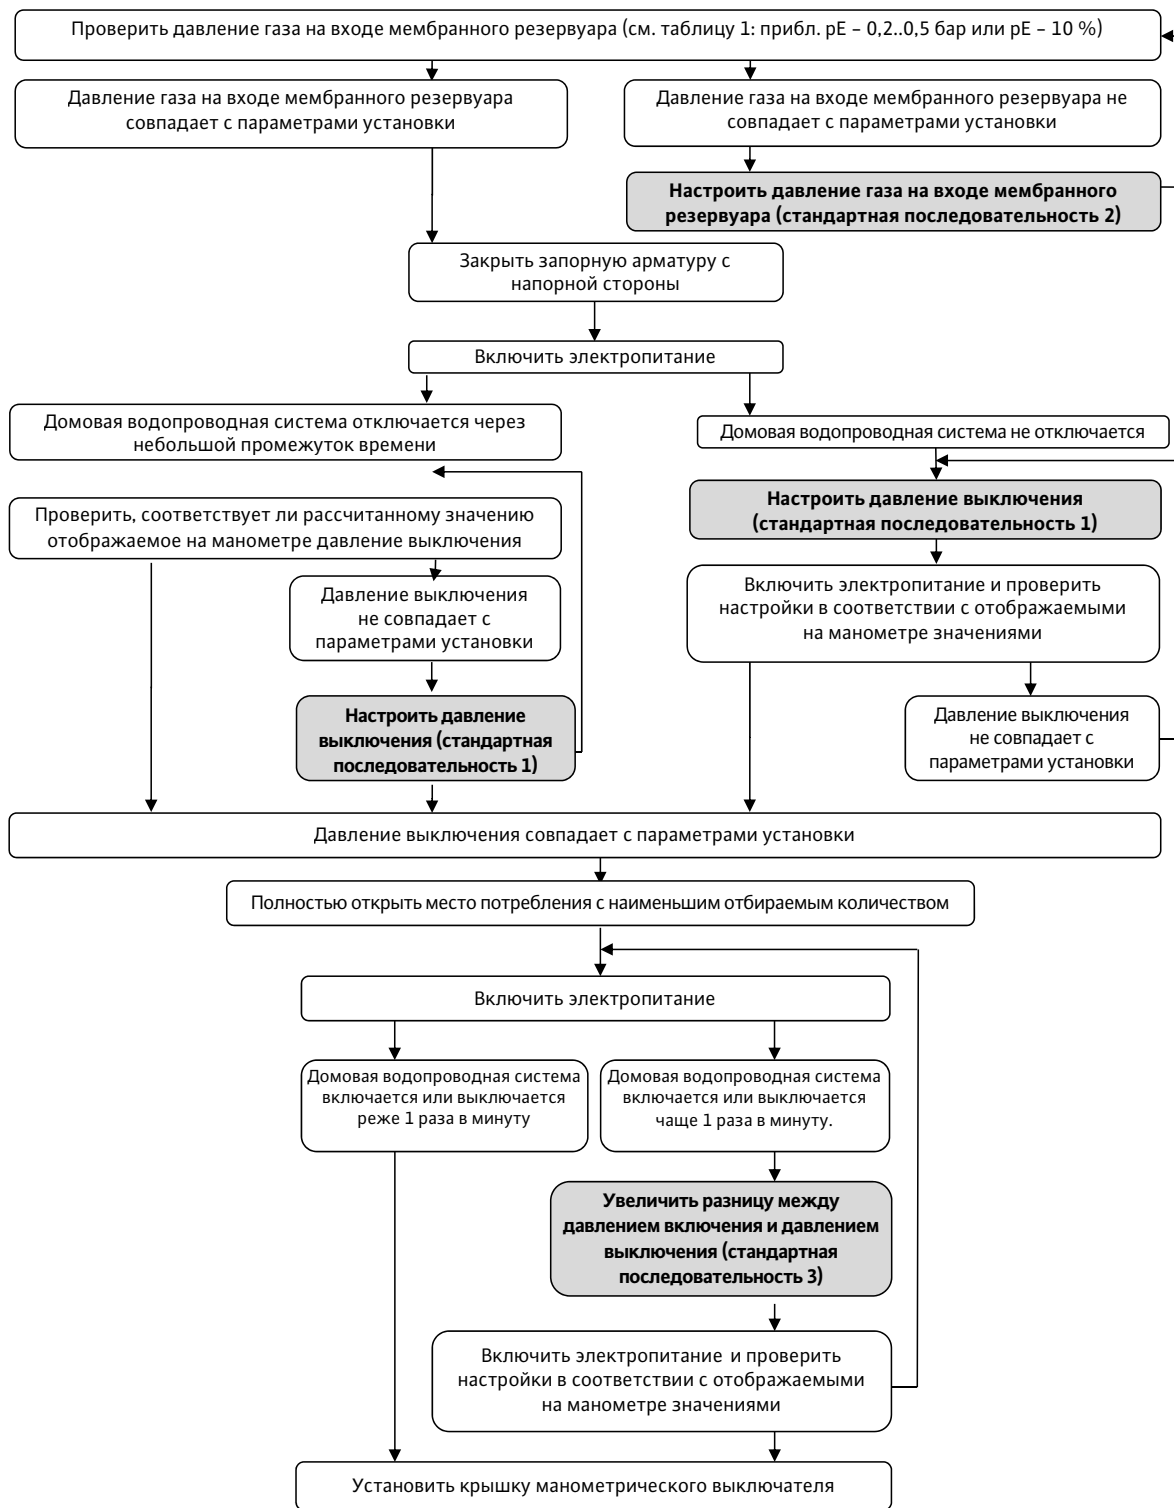 Проверить давление газа на входе мембранного резервуара (см. таблицу 1: прибл. pE – 0,2..0,5 бар или pE – 10 %)
Давление газа на входе мембранного резервуара
совпадает с параметрами установки
Давление газа на входе мембранного резервуара не
совпадает с параметрами установки
Настроить давление газа на входе мембранного
резервуара (стандартная последовательность 2)
Закрыть запорную арматуру с
напорной стороны
Включить электропитание
Домовая водопроводная система отключается через
небольшой промежуток времени
Домовая водопроводная система не отключается
Настроить давление выключения
(стандартная последовательность 1)
Проверить, соответствует ли рассчитанному значению
отображаемое на манометре давление выключения
Включить электропитание и проверить
настройки в соответствии с отображаемыми
на манометре значениями
Давление выключения
не совпадает с
параметрами установки
Настроить давление
выключения (стандартная
последовательность 1)
Давление выключения
не совпадает с
параметрами установки
Давление выключения совпадает с параметрами установки
Полностью открыть место потребления с наименьшим отбираемым количеством
Включить электропитание
Домовая водопроводная система
включается или выключается
реже 1 раза в минуту
Домовая водопроводная система
включается или выключается
чаще 1 раза в минуту.
Увеличить разницу между
давлением включения и давлением
выключения (стандартная
последовательность 3)
Включить электропитание и проверить
настройки в соответствии с отображаемыми
на манометре значениями
Установить крышку манометрического выключателя